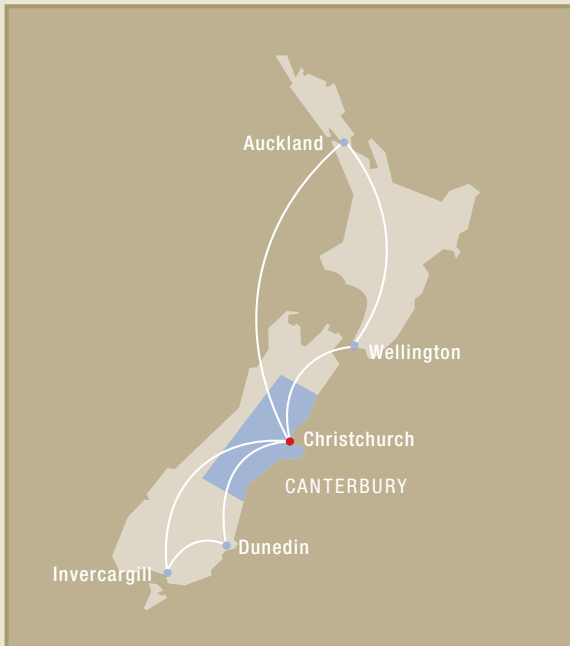 Auckland
Wellington
Christchurch
CANTERBURY
Dunedin
Invercargill